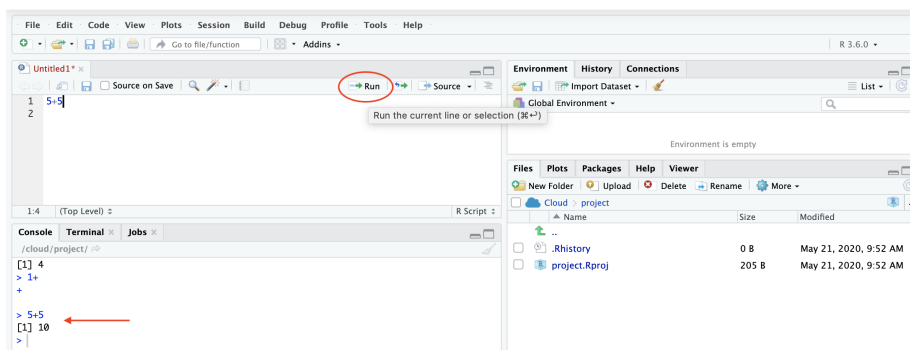 File Edit Code View Plots Session Build Debug Profile Tools Help
Go to file/function Addins R 3.6.0
Untitled1*
Source on Save Run Source
1 5+5
2
Run the current line or selection (⌘↩)
1:4 (Top Level) R Script
Console Terminal Jobs
/cloud/project/
[1] 4
> 1+
+
> 5+5
[1] 10
>
Environment History Connections
Import Dataset List
Global Environment
Environment is empty
Files Plots Packages Help Viewer
New Folder Upload Delete Rename More
Cloud project
Name Size Modified
..
.Rhistory 0 B May 21, 2020, 9:52 AM
project.Rproj 205 B May 21, 2020, 9:52 AM